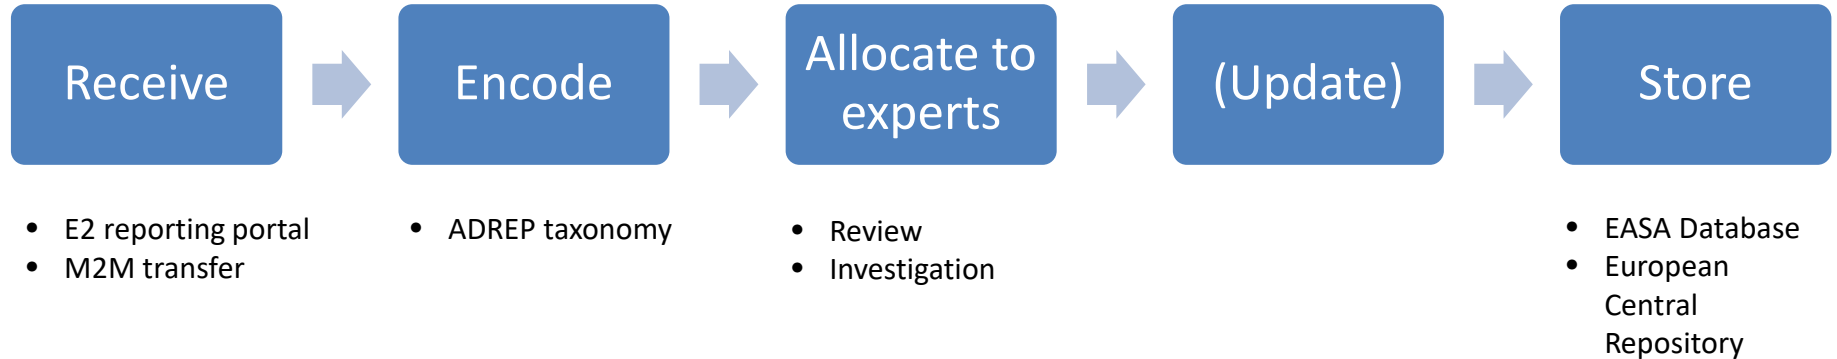 Receive
Encode
Allocate to
experts
(Update)
Store
• E2 reporting portal
• M2M transfer
• ADREP taxonomy
• Review
• Investigation
• EASA Database
• European
Central
Repository